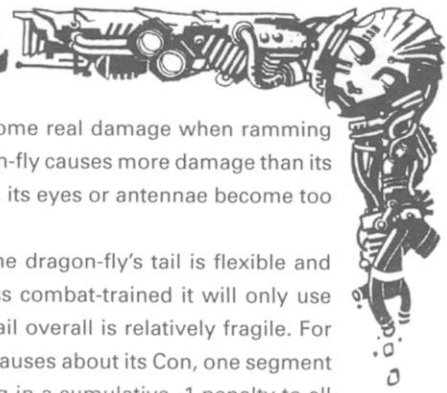 ome real damage when ramming
n-fly causes more damage than its
its eyes or antennae become too
ne dragon-fly's tail is flexible and
ss combat-trained it will only use
ail overall is relatively fragile. For
auses about its Con, one segment
g in a cumulative -1 penalty to all